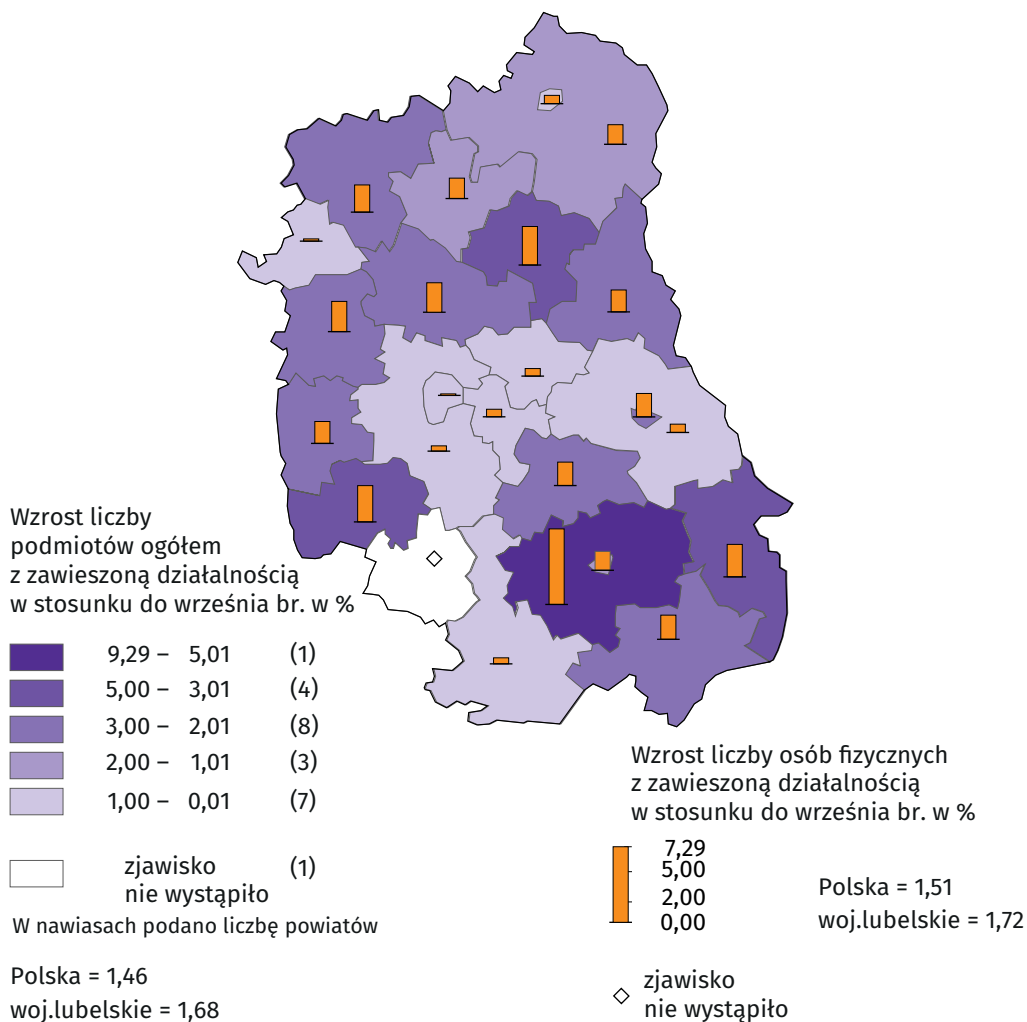 Wzrost liczby
podmiotów ogółem
z zawieszoną działalnością
w stosunku do września br. w %
9,29 – 5,01 (1)
5,00 – 3,01 (4)
3,00 – 2,01 (8)
2,00 – 1,01 (3)
1,00 – 0,01 (7)
zjawisko (1)
nie wystąpiło
W nawiasach podano liczbę powiatów
Polska = 1,46
woj.lubelskie = 1,68
Wzrost liczby osób fizycznych
z zawieszoną działalnością
w stosunku do września br. w %
7,29
5,00
2,00
0,00
Polska = 1,51
woj.lubelskie = 1,72
zjawisko
nie wystąpiło